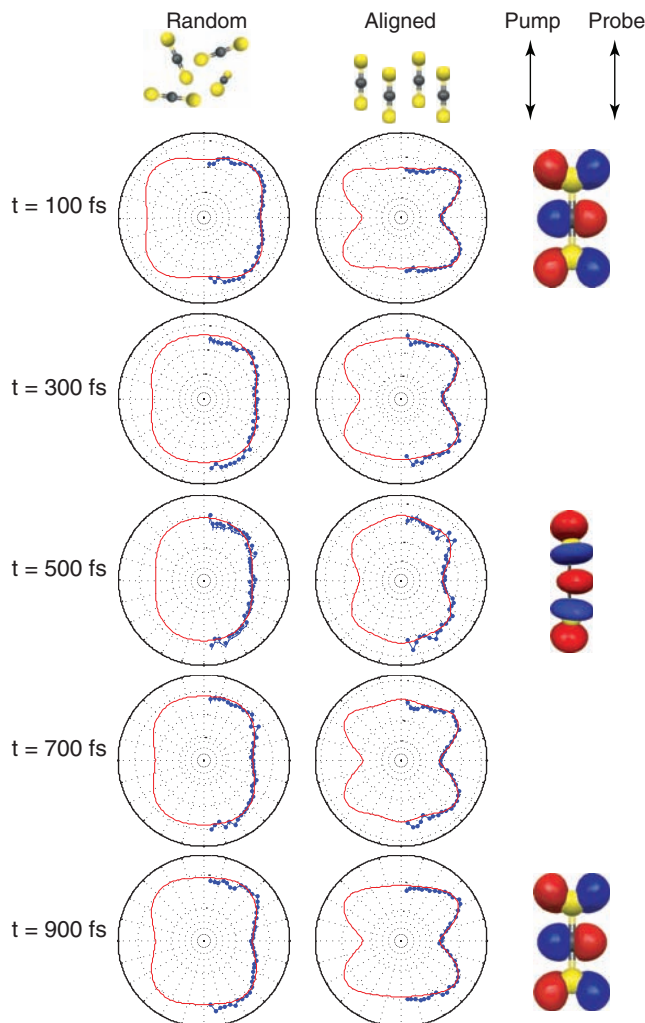 Random Aligned Pump Probe
t = 100 fs
t = 300 fs
t = 500 fs
t = 700 fs
t = 900 fs